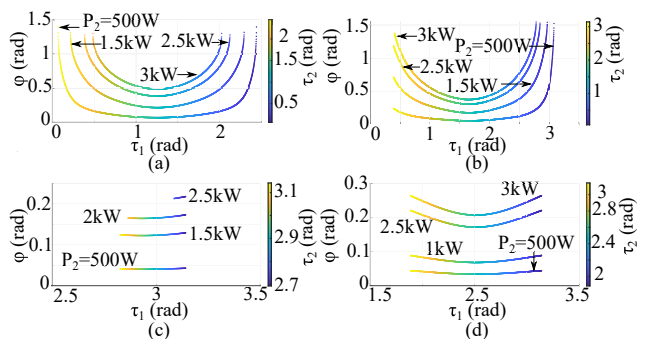 1.5
1
0.5
0
φ
P₂=500W
1.5kW
2.5kW
3kW
0
1
2
τ₁ (rad)
(a)
2
1.5
1
0.5
τ₂ (rad)
1.5
1
0.5
0
φ
3kW
P₂=500W
2.5kW
1.5kW
1
2
3
τ₁ (rad)
(b)
3
2
1
τ₂ (rad)
0.2
0.1
0
φ (rad)
2.5kW
2kW
1.5kW
P₂=500W
2.5
3
3.5
τ₁ (rad)
(c)
3.1
2.9
2.7
τ₂ (rad)
0.3
0.2
0.1
0
φ (rad)
3kW
2.5kW
1kW
P₂=500W
1.5
2.5
3.5
τ₁ (rad)
(d)
3
2.8
2.4
2
τ₂ (rad)